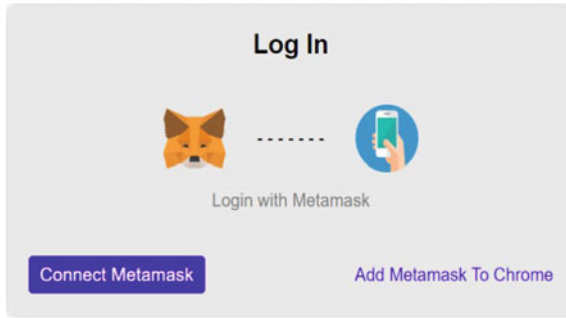 Log In
Login with Metamask
Connect Metamask
Add Metamask To Chrome